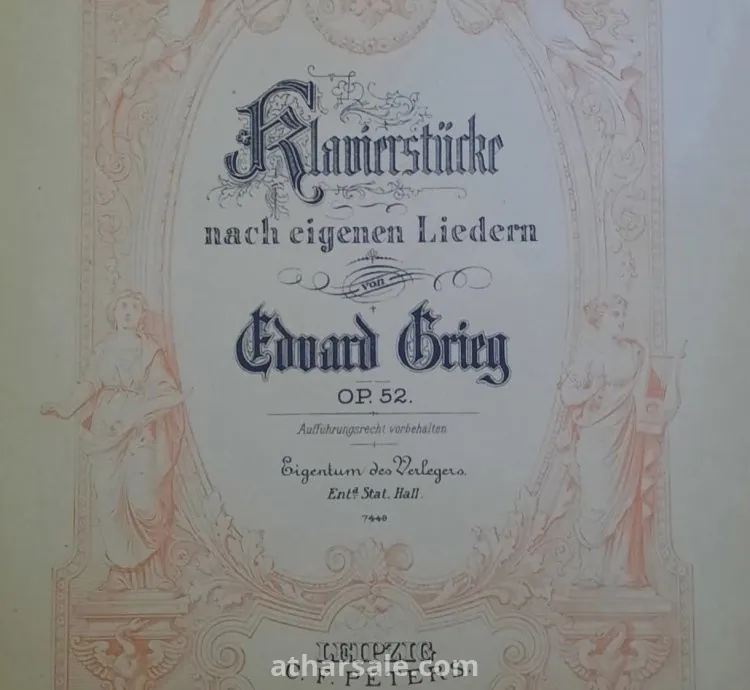 Klavierstücke
nach eigenen Liedern
von
Edvard Grieg
OP. 52.
Aufführungsrecht vorbehalten
Eigentum des Verlegers.
Entd. Stat. Hall.
7440
LEIPZIG
C. F. PETERS.
atharsale.com